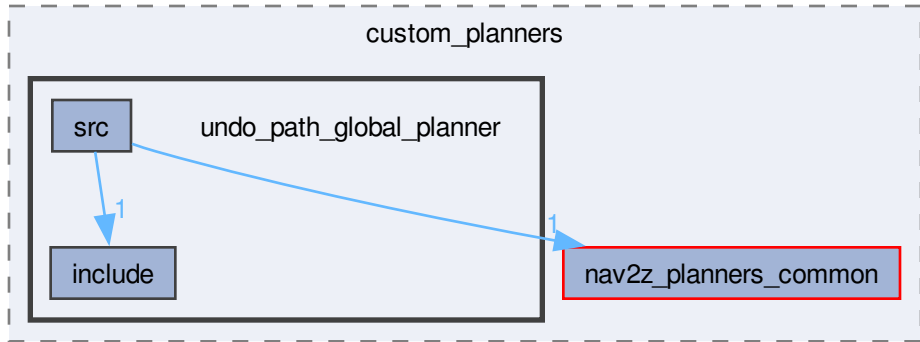 custom_planners
src
undo_path_global_planner
1
1
include
nav2z_planners_common